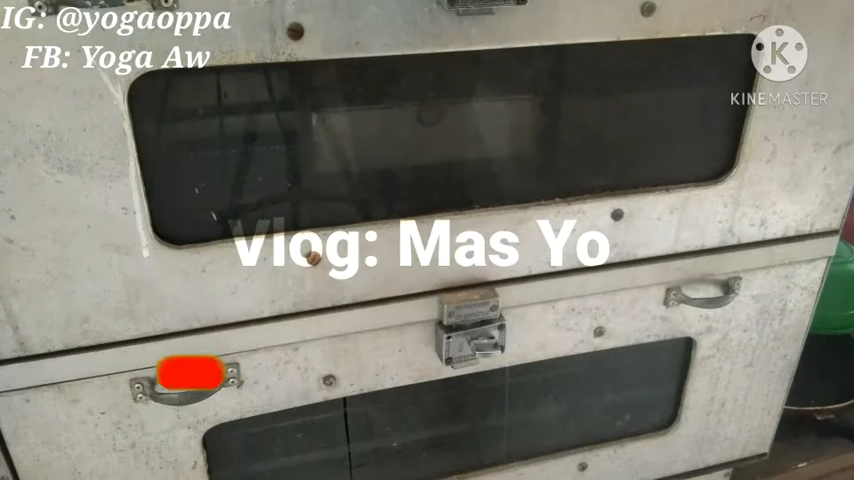 IG: @yogaoppa
FB: Yoga Aw
K
KINEMASTER
Vlog: Mas Yo